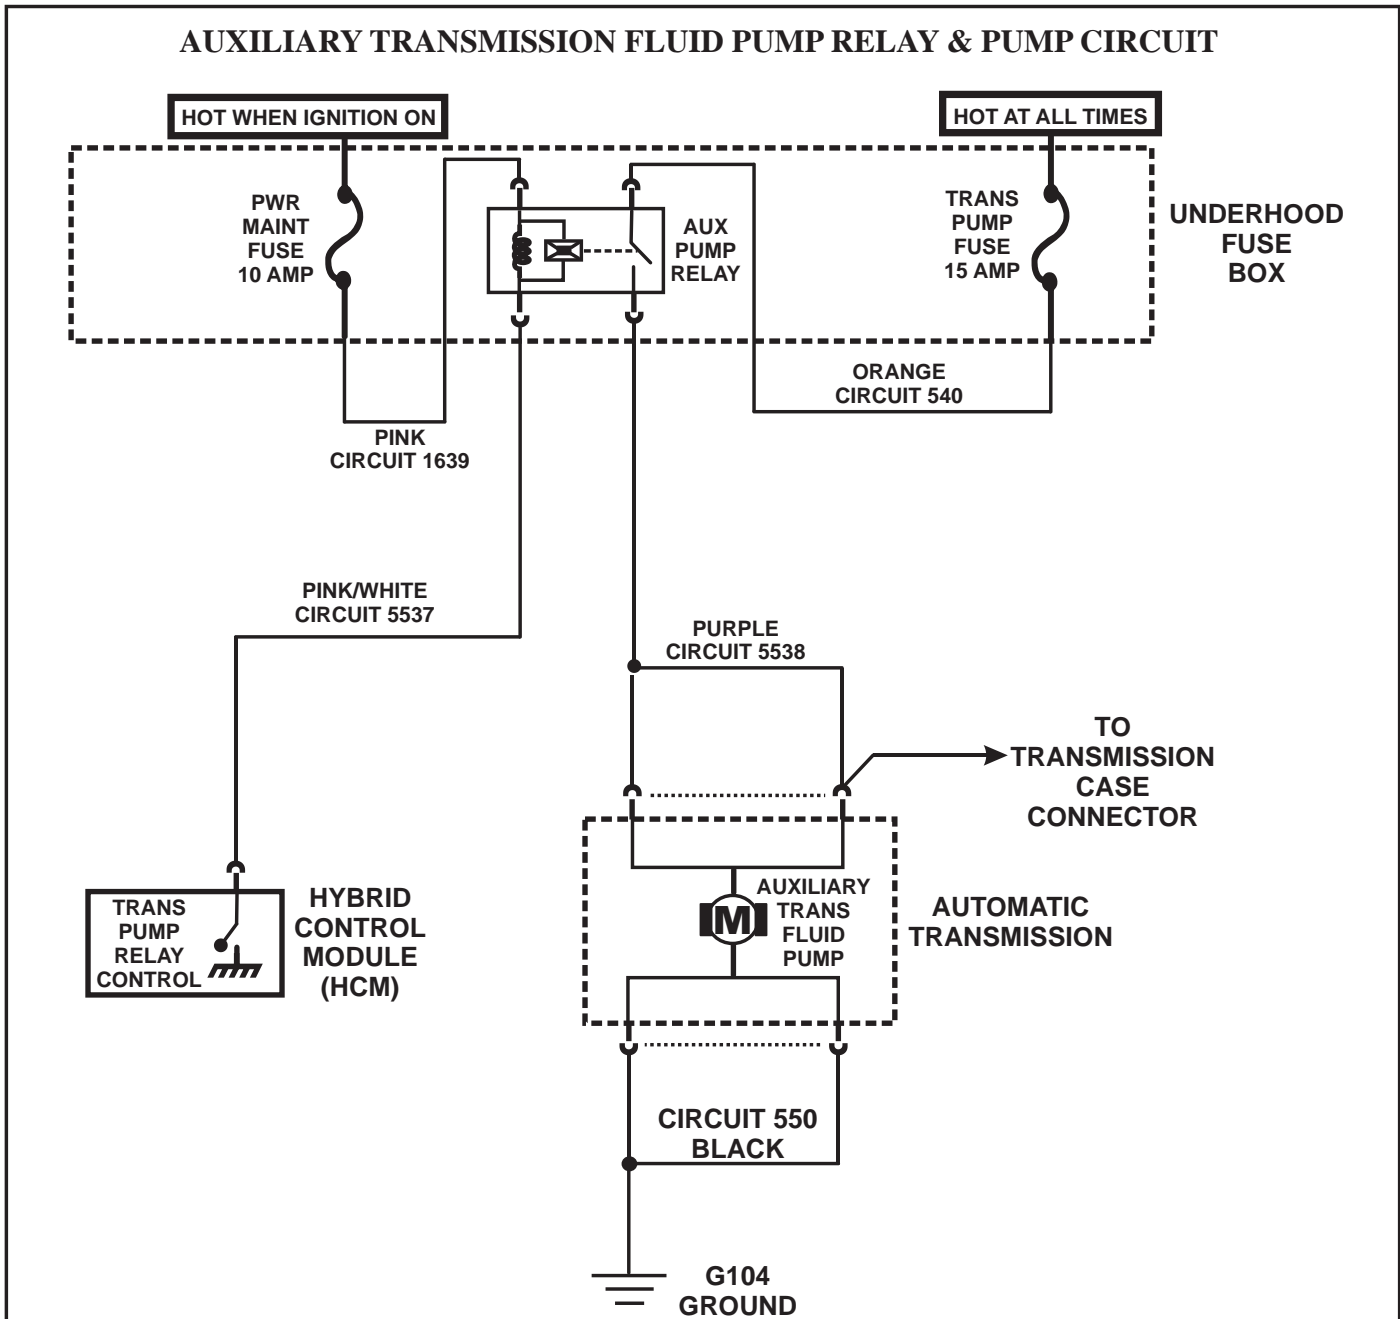 AUXILIARY TRANSMISSION FLUID PUMP RELAY & PUMP CIRCUIT
HOT WHEN IGNITION ON
HOT AT ALL TIMES
PWR
MAINT
FUSE
10 AMP
AUX
PUMP
RELAY
TRANS
PUMP
FUSE
15 AMP
UNDERHOOD
FUSE
BOX
ORANGE
CIRCUIT 540
PINK
CIRCUIT 1639
PINK/WHITE
CIRCUIT 5537
PURPLE
CIRCUIT 5538
TO
TRANSMISSION
CASE
CONNECTOR
TRANS
PUMP
RELAY
CONTROL
HYBRID
CONTROL
MODULE
(HCM)
M
AUXILIARY
TRANS
FLUID
PUMP
AUTOMATIC
TRANSMISSION
CIRCUIT 550
BLACK
G104
GROUND